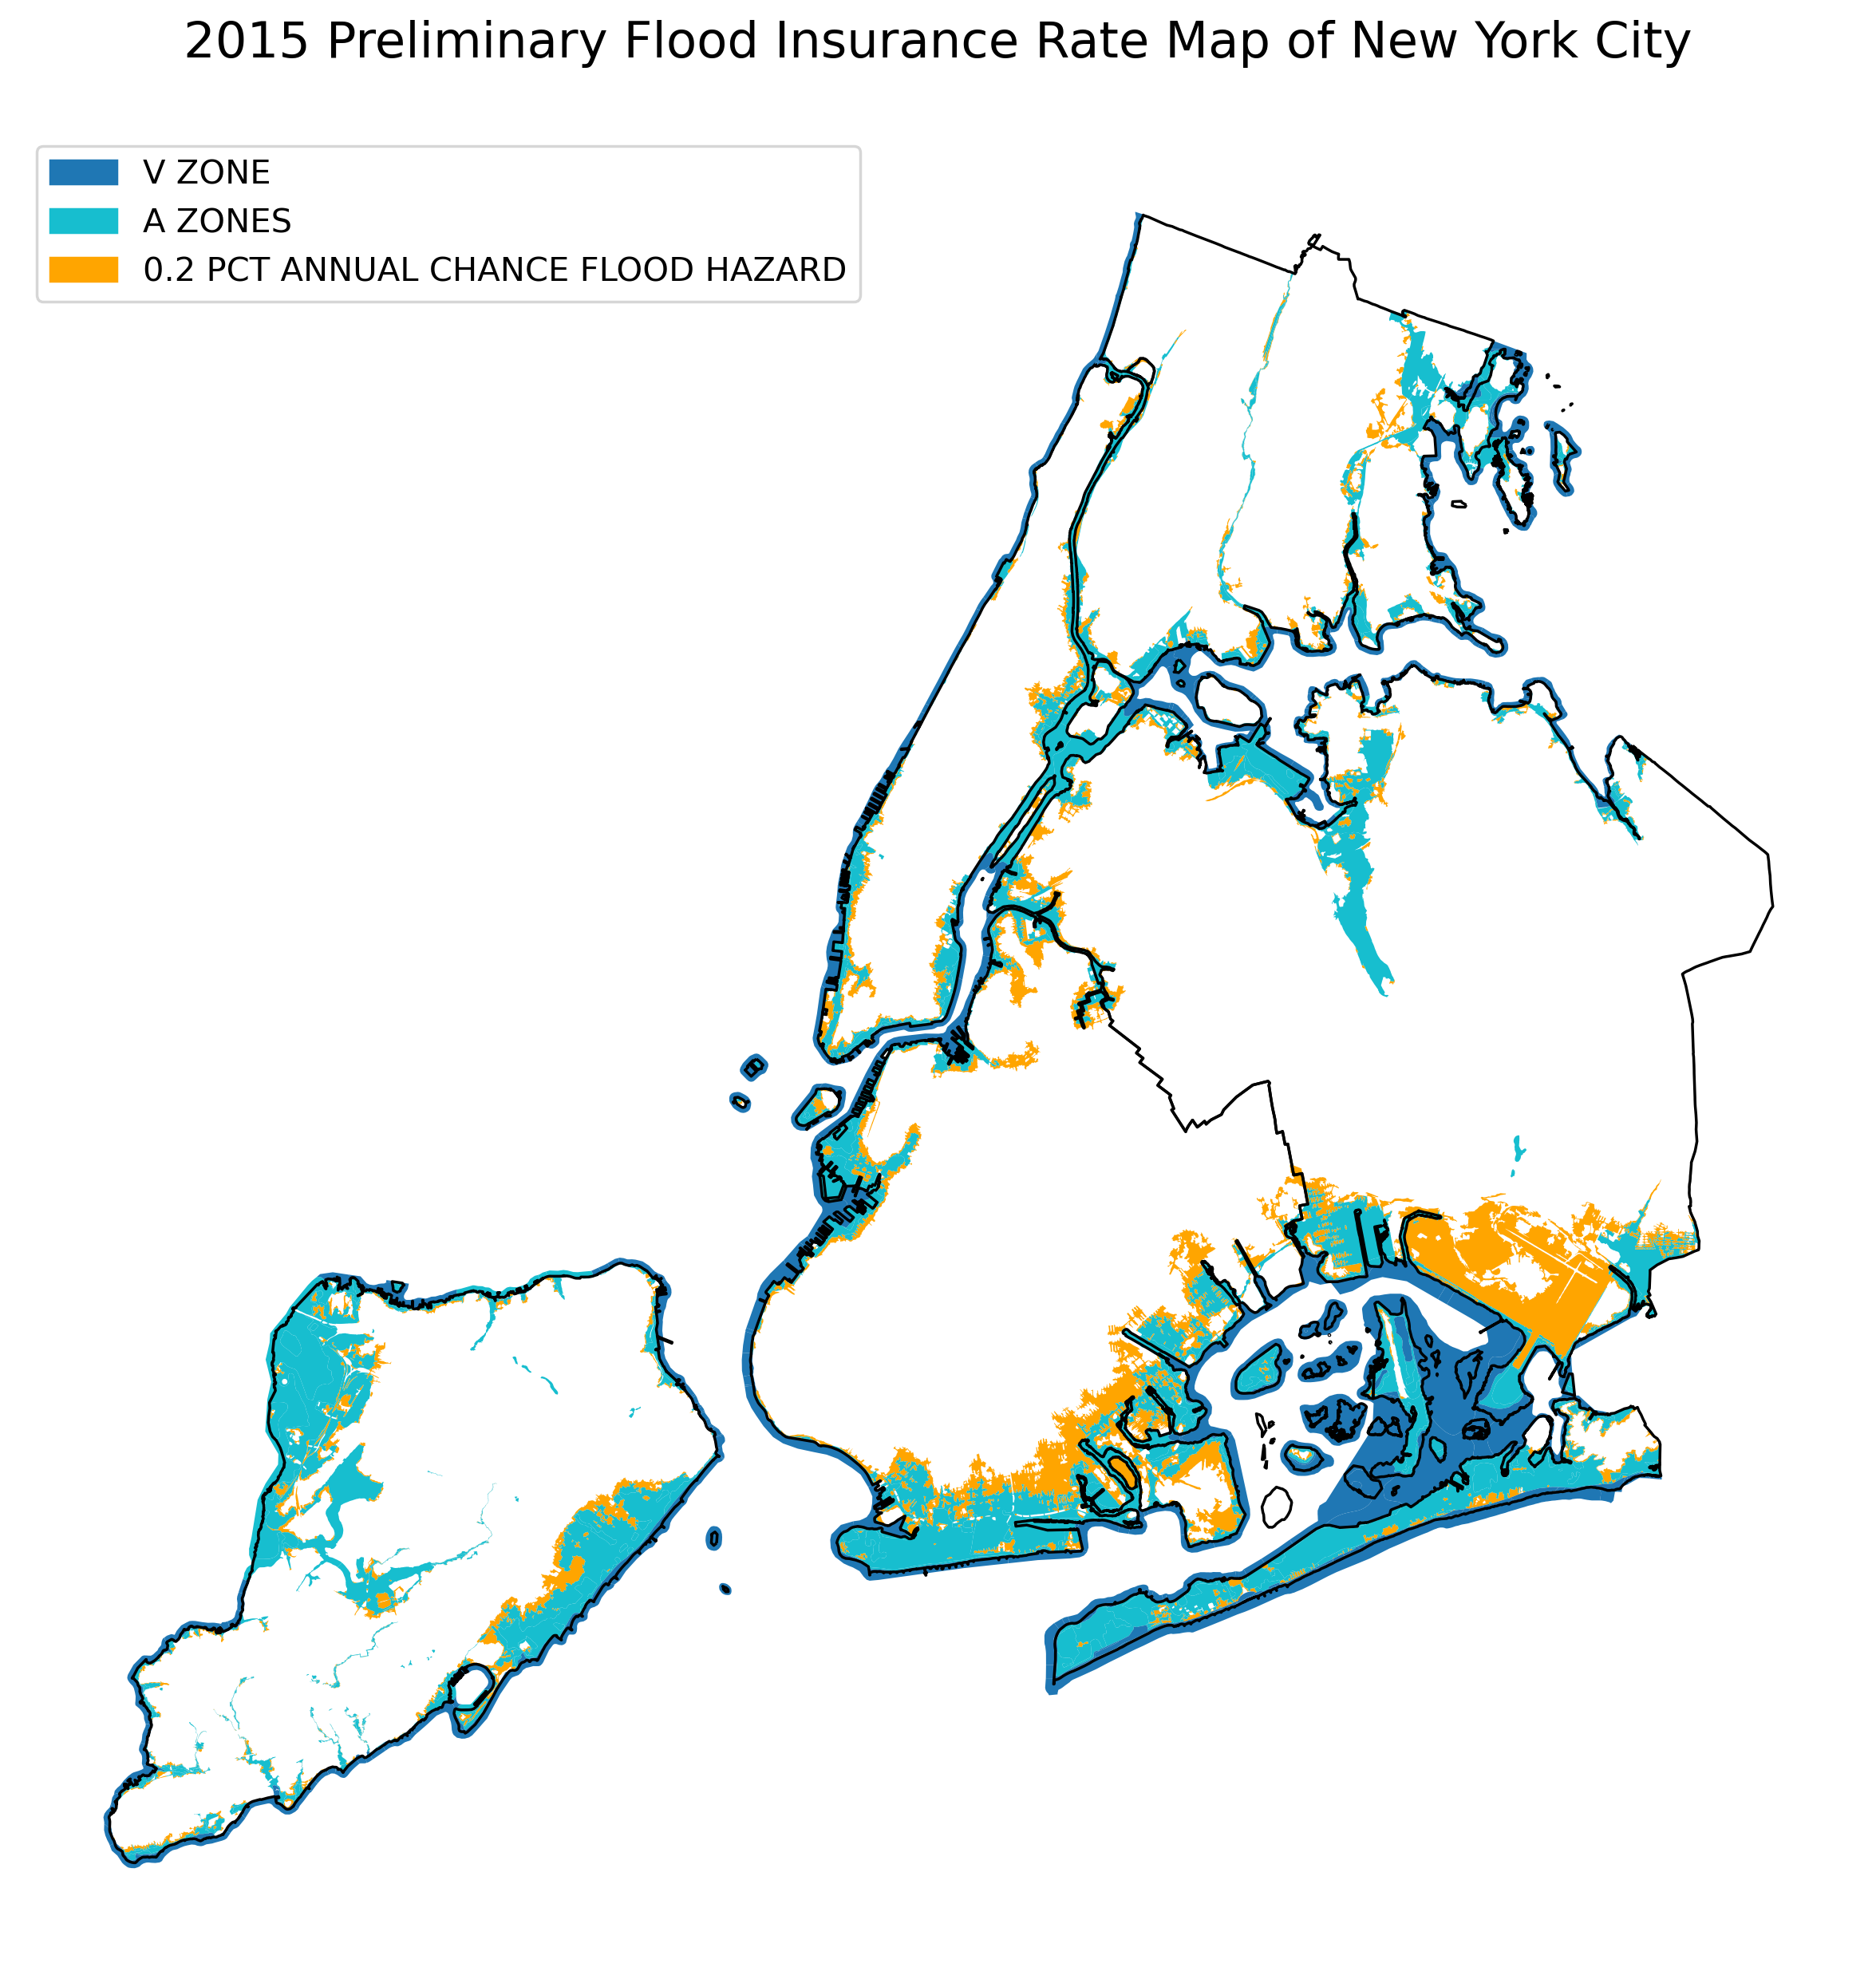 2015 Preliminary Flood Insurance Rate Map of New York City
V ZONE
A ZONES
0.2 PCT ANNUAL CHANCE FLOOD HAZARD